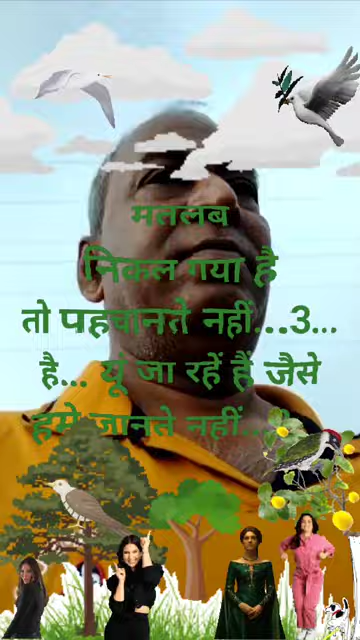 मतलब
निकल गया है
तो पहचानते नहीं...3...
है... यूं जा रहें हैं जैसे
हमे जानते नहीं....